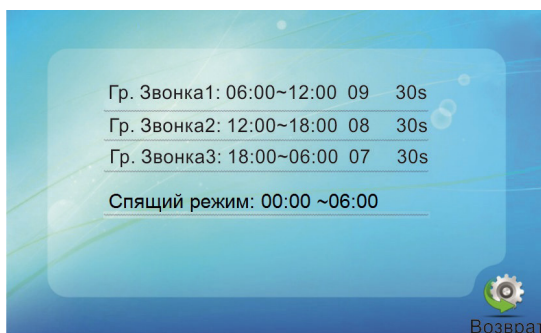 Гр. Звонка1: 06:00~12:00 09 30s
Гр. Звонка2: 12:00~18:00 08 30s
Гр. Звонка3: 18:00~06:00 07 30s
Спящий режим: 00:00 ~06:00
Возврат